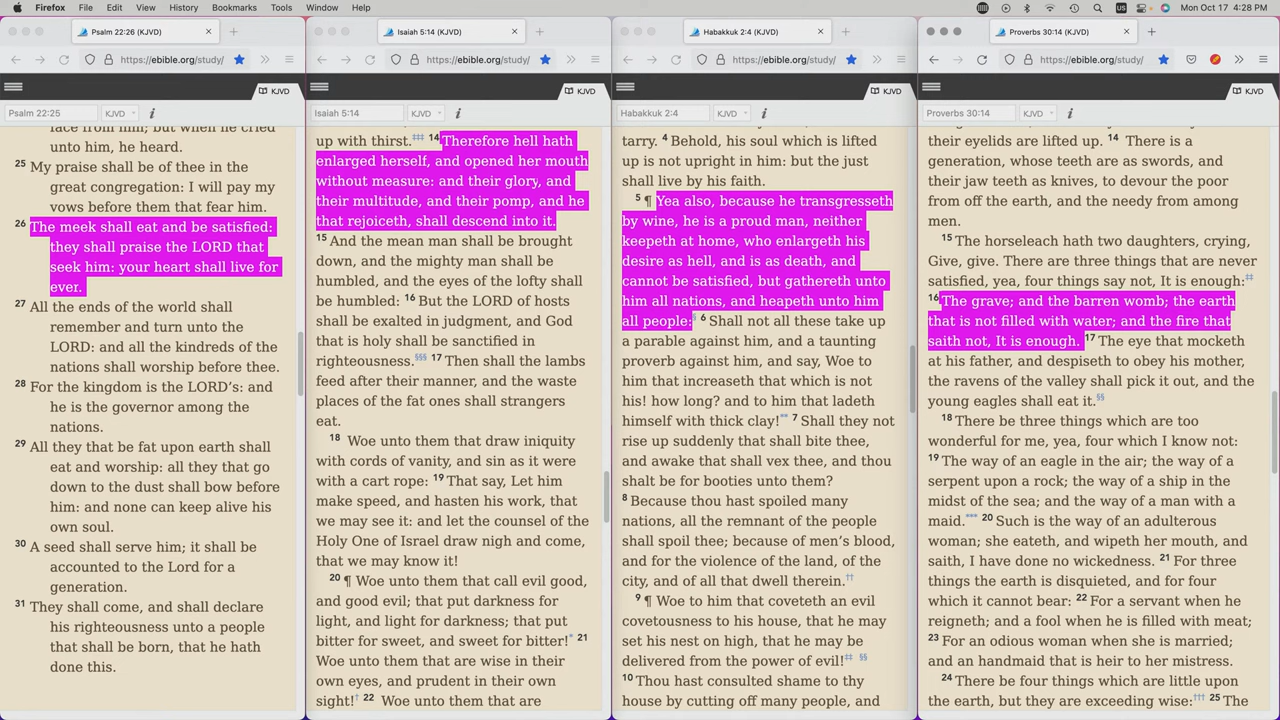 Firefox File Edit View History Bookmarks Tools Window Help US Mon Oct 17 4:28 PM
Psalm 22:26 (KJVD)
https://ebible.org/study/
KJVD
Psalm 22:25 KJVD i
face from him; but when he cried
unto him, he heard.
25 My praise shall be of thee in the
great congregation: I will pay my
vows before them that fear him.
26 The meek shall eat and be satisfied:
they shall praise the LORD that
seek him: your heart shall live for
ever.
27 All the ends of the world shall
remember and turn unto the
LORD: and all the kindreds of the
nations shall worship before thee.
28 For the kingdom is the LORD’s: and
he is the governor among the
nations.
29 All they that be fat upon earth shall
eat and worship: all they that go
down to the dust shall bow before
him: and none can keep alive his
own soul.
30 A seed shall serve him; it shall be
accounted to the Lord for a
generation.
31 They shall come, and shall declare
his righteousness unto a people
that shall be born, that he hath
done this.
Isaiah 5:14 (KJVD)
https://ebible.org/study/
KJVD
Isaiah 5:14 KJVD i
up with thirst.‡‡‡ 14 Therefore hell hath
enlarged herself, and opened her mouth
without measure: and their glory, and
their multitude, and their pomp, and he
that rejoiceth, shall descend into it.
15 And the mean man shall be brought
down, and the mighty man shall be
humbled, and the eyes of the lofty shall
be humbled: 16 But the LORD of hosts
shall be exalted in judgment, and God
that is holy shall be sanctified in
righteousness.§§§ 17 Then shall the lambs
feed after their manner, and the waste
places of the fat ones shall strangers
eat.
18 Woe unto them that draw iniquity
with cords of vanity, and sin as it were
with a cart rope: 19 That say, Let him
make speed, and hasten his work, that
we may see it: and let the counsel of the
Holy One of Israel draw nigh and come,
that we may know it!
20 ¶ Woe unto them that call evil good,
and good evil; that put darkness for
light, and light for darkness; that put
bitter for sweet, and sweet for bitter!* 21
Woe unto them that are wise in their
own eyes, and prudent in their own
sight!† 22 Woe unto them that are
Habakkuk 2:4 (KJVD)
https://ebible.org/study/
KJVD
Habakkuk 2:4 KJVD i
tarry. 4 Behold, his soul which is lifted
up is not upright in him: but the just
shall live by his faith.
5 ¶ Yea also, because he transgresseth
by wine, he is a proud man, neither
keepeth at home, who enlargeth his
desire as hell, and is as death, and
cannot be satisfied, but gathereth unto
him all nations, and heapeth unto him
all people:§ 6 Shall not all these take up
a parable against him, and a taunting
proverb against him, and say, Woe to
him that increaseth that which is not
his! how long? and to him that ladeth
himself with thick clay!** 7 Shall they not
rise up suddenly that shall bite thee,
and awake that shall vex thee, and thou
shalt be for booties unto them?
8 Because thou hast spoiled many
nations, all the remnant of the people
shall spoil thee; because of men’s blood,
and for the violence of the land, of the
city, and of all that dwell therein.††
9 ¶ Woe to him that coveteth an evil
covetousness to his house, that he may
set his nest on high, that he may be
delivered from the power of evil!‡‡ §§
10 Thou hast consulted shame to thy
house by cutting off many people, and
Proverbs 30:14 (KJVD)
https://ebible.org/study/
KJVD
Proverbs 30:14 KJVD i
their eyelids are lifted up. 14 There is a
generation, whose teeth are as swords, and
their jaw teeth as knives, to devour the poor
from off the earth, and the needy from among
men.
15 The horseleach hath two daughters, crying,
Give, give. There are three things that are never
satisfied, yea, four things say not, It is enough:‡‡
16 The grave; and the barren womb; the earth
that is not filled with water; and the fire that
saith not, It is enough. 17 The eye that mocketh
at his father, and despiseth to obey his mother,
the ravens of the valley shall pick it out, and the
young eagles shall eat it.§§
18 There be three things which are too
wonderful for me, yea, four which I know not:
19 The way of an eagle in the air; the way of a
serpent upon a rock; the way of a ship in the
midst of the sea; and the way of a man with a
maid.*** 20 Such is the way of an adulterous
woman; she eateth, and wipeth her mouth, and
saith, I have done no wickedness. 21 For three
things the earth is disquieted, and for four
which it cannot bear: 22 For a servant when he
reigneth; and a fool when he is filled with meat;
23 For an odious woman when she is married;
and an handmaid that is heir to her mistress.
24 There be four things which are little upon
the earth, but they are exceeding wise:††† 25 The